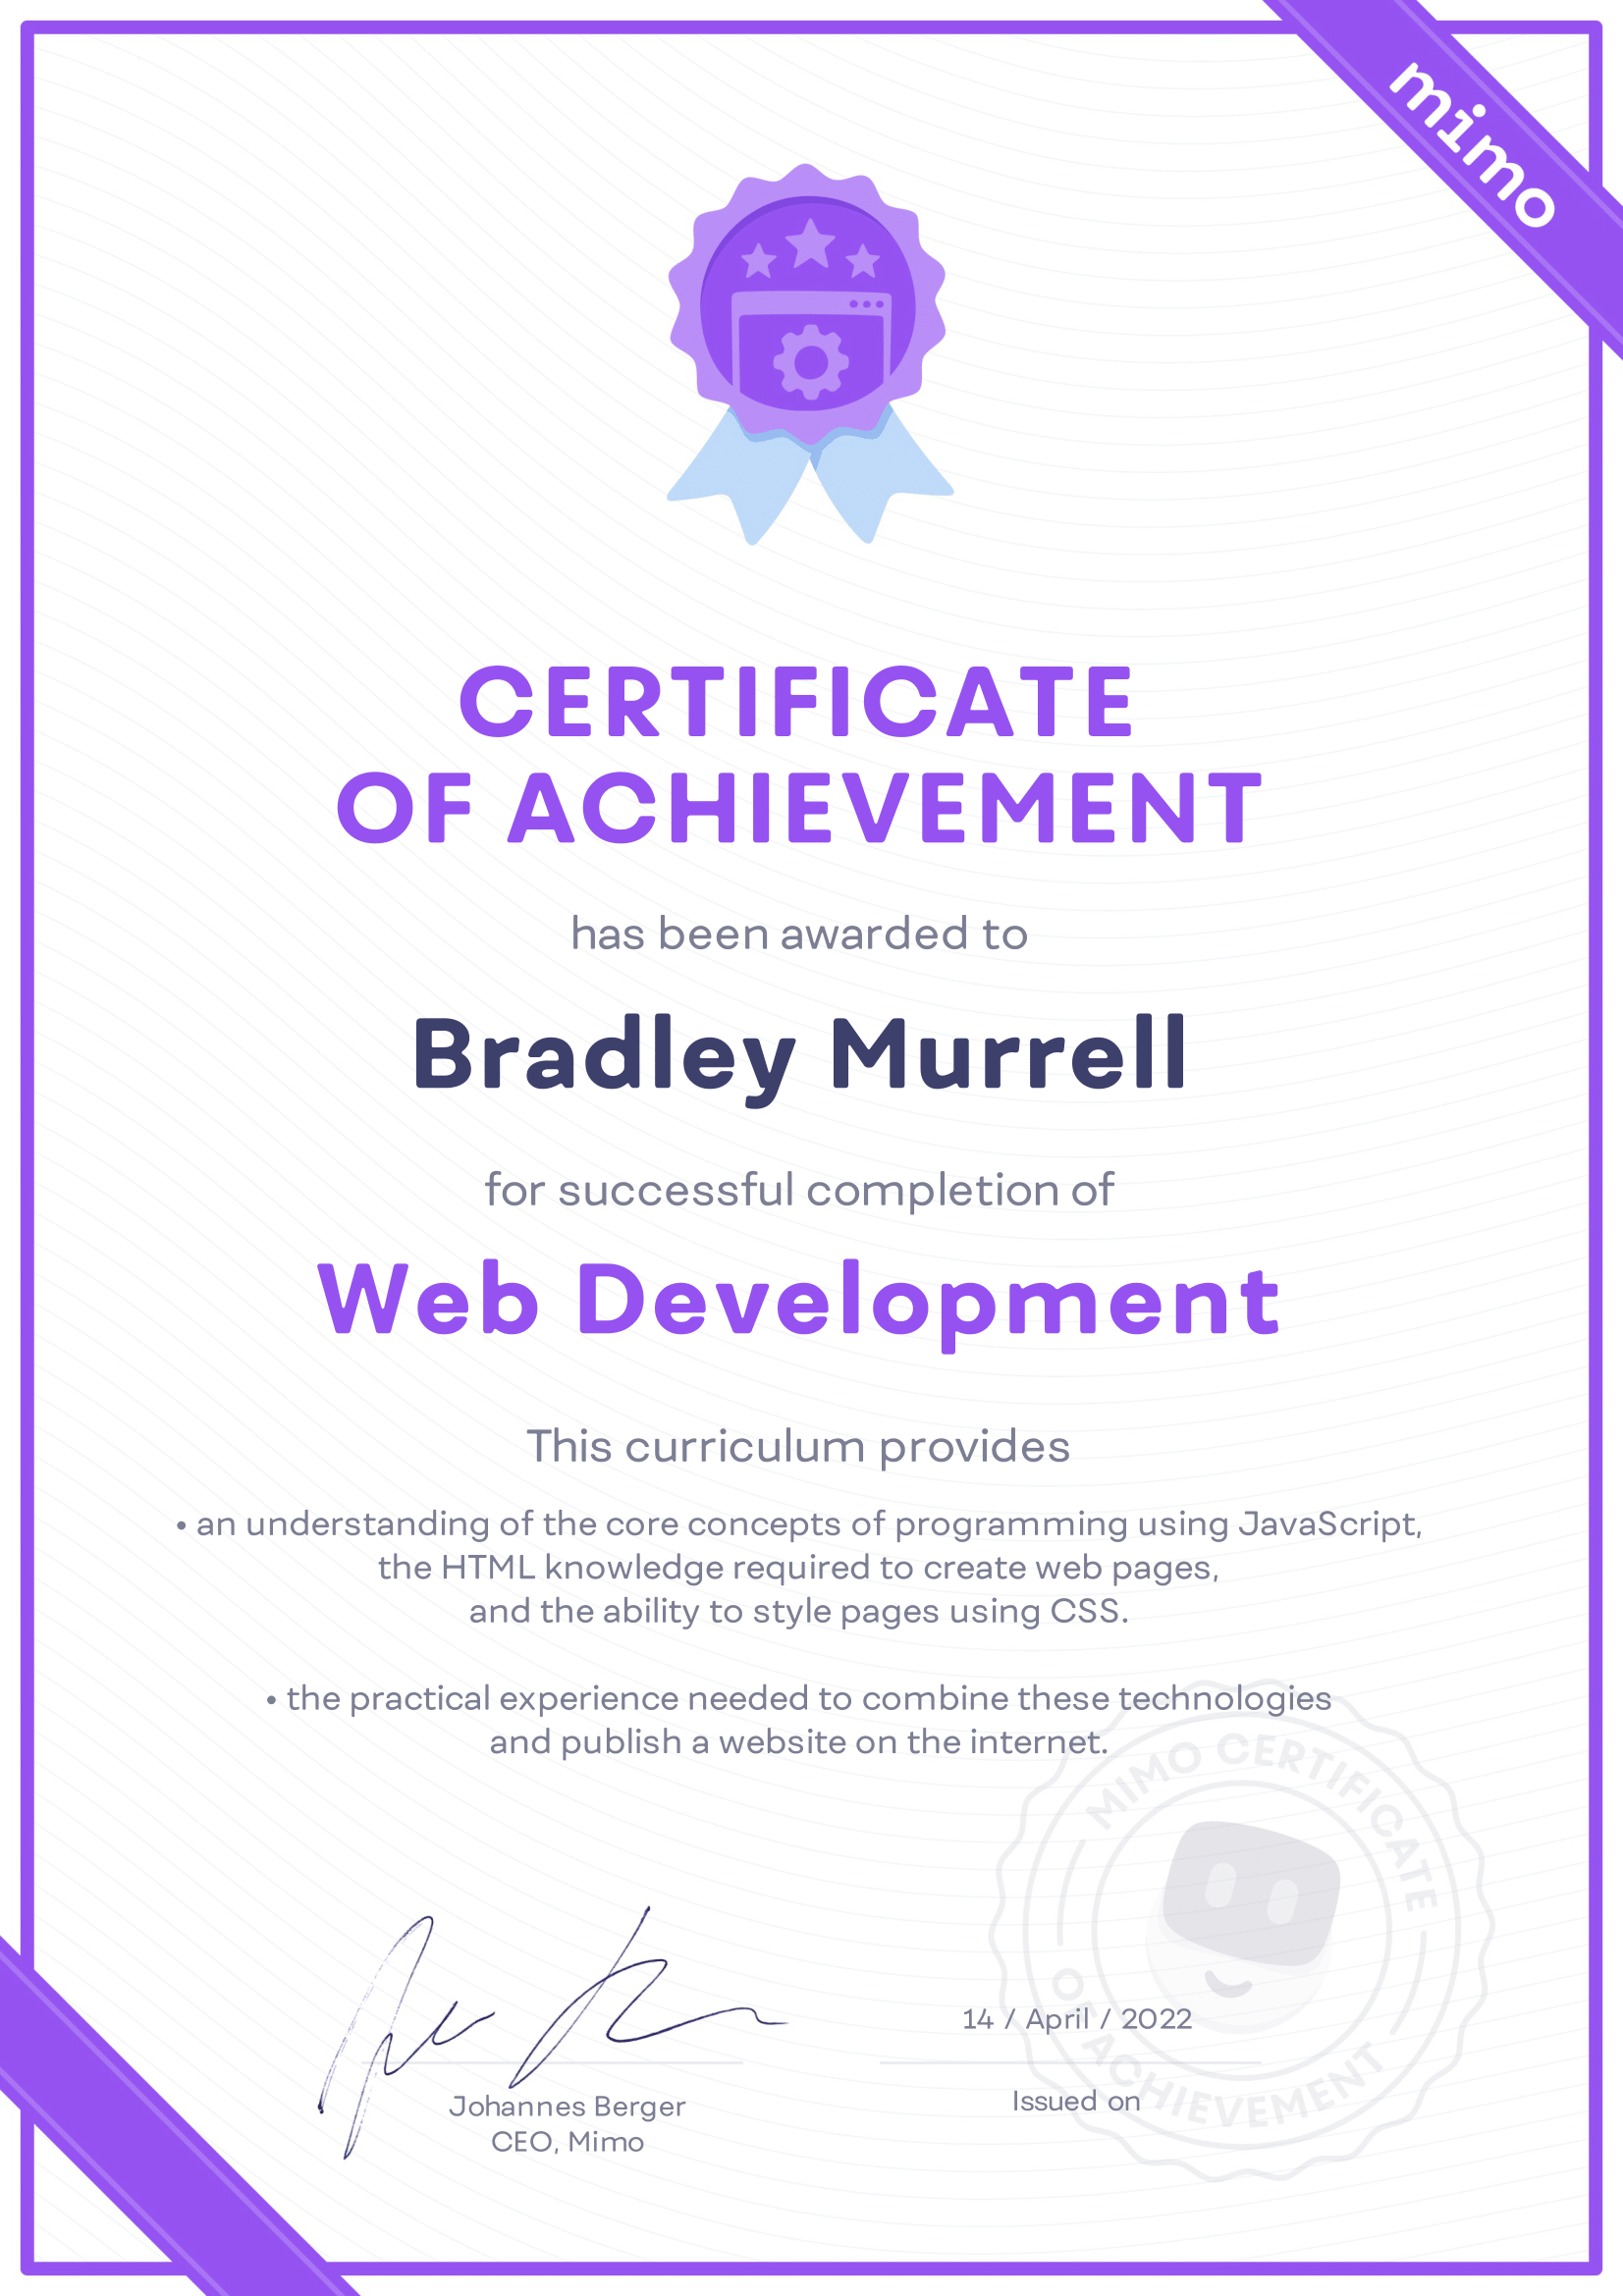 mimo
CERTIFICATE
OF ACHIEVEMENT
has been awarded to
Bradley Murrell
for successful completion of
Web Development
This curriculum provides
• an understanding of the core concepts of programming using JavaScript,
the HTML knowledge required to create web pages,
and the ability to style pages using CSS.
• the practical experience needed to combine these technologies
and publish a website on the internet.
MIMO CERTIFICATE
OF ACHIEVEMENT
14 / April / 2022
Issued on
Johannes Berger
CEO, Mimo